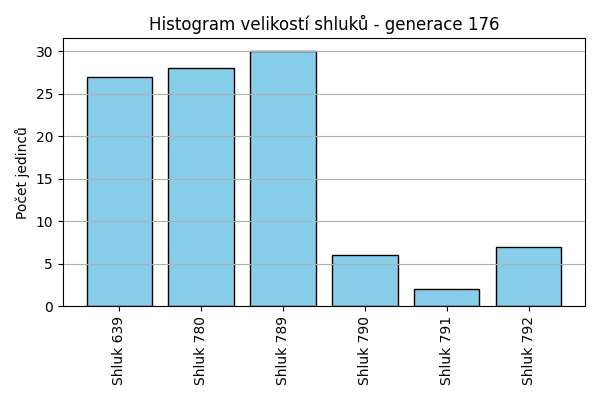 Histogram velikostí shluků - generace 176
Počet jedinců
30
25
20
15
10
5
0
Shluk 639
Shluk 780
Shluk 789
Shluk 790
Shluk 791
Shluk 792